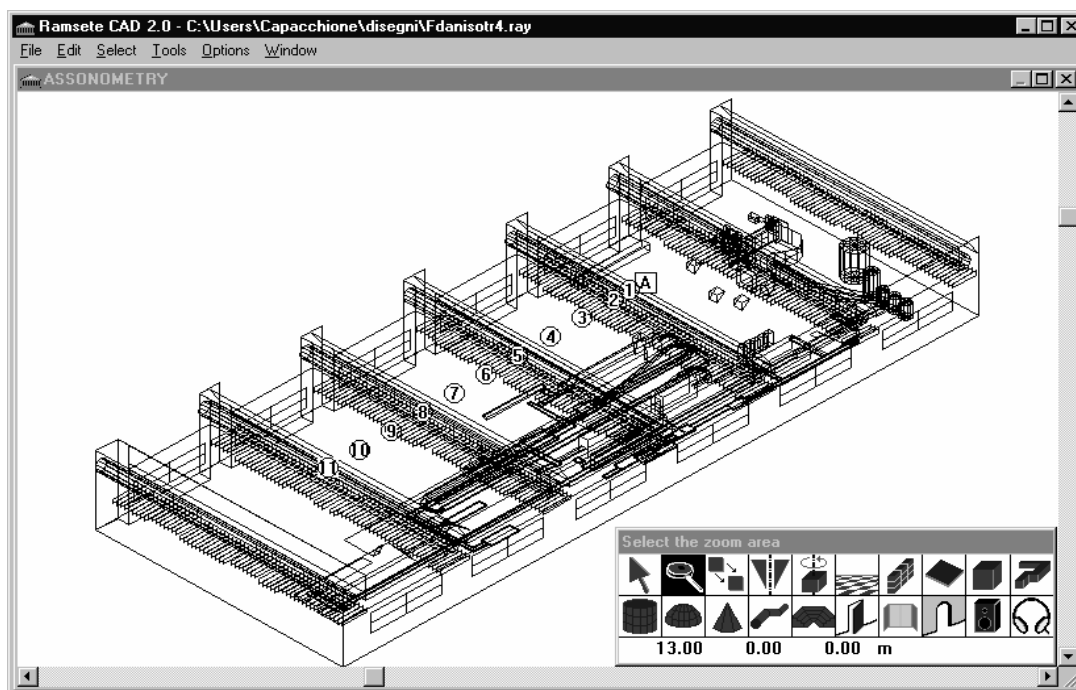 Ramsete CAD 2.0 - C:\Users\Capacchione\disegni\Fdanisotr4.ray
File Edit Select Tools Options Window
ASSONOMETRY
A
1
2
3
4
5
6
7
8
9
10
11
Select the zoom area
13.00 0.00 0.00 m